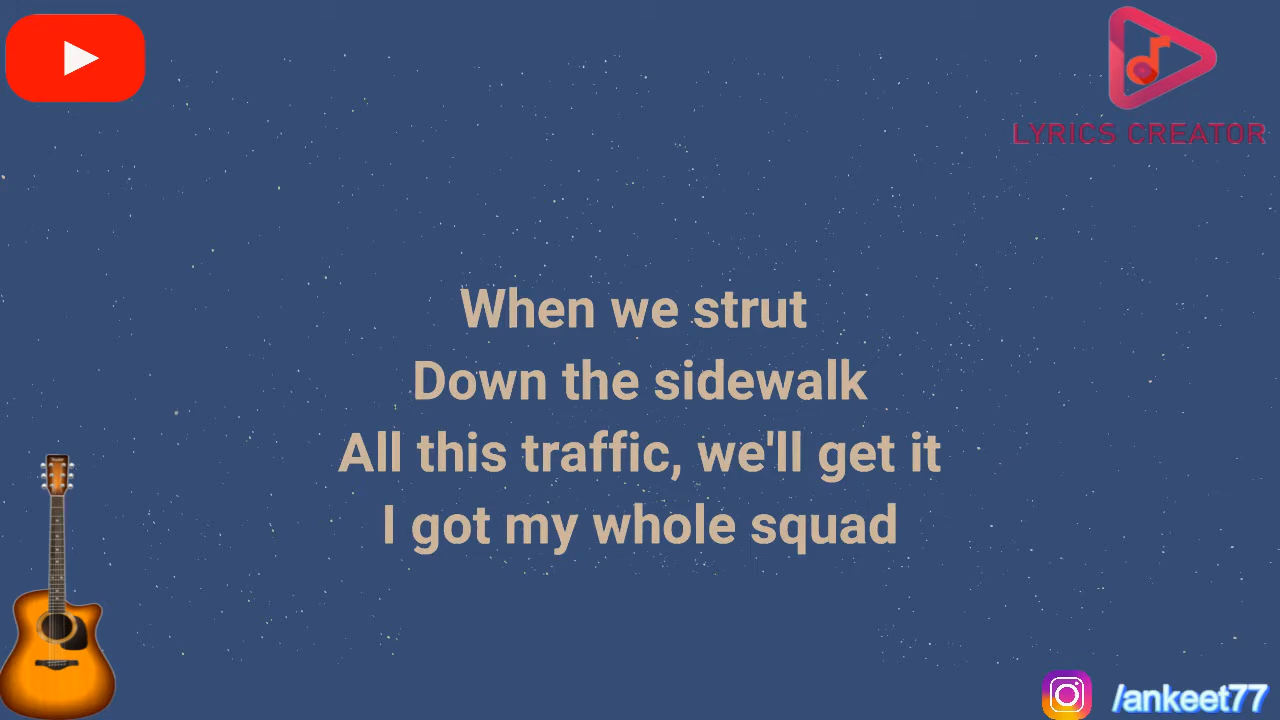 LYRICS CREATOR
When we strut
Down the sidewalk
All this traffic, we'll get it
I got my whole squad
/ankeet77